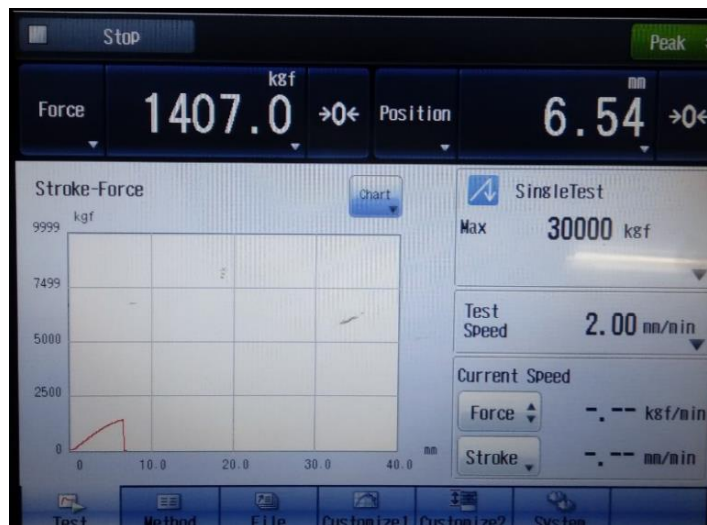 Stop
Peak
Force 1407.0 kgf →0←
Position 6.54 mm →0←
Stroke-Force
Chart
kgf
9999
7499
5000
2500
0
0 10.0 20.0 30.0 40.0 mm
SingleTest
Max 30000 kgf
Test Speed 2.00 mm/min
Current Speed
Force -.-- kgf/min
Stroke -.-- mm/min
Test Method File Customize1 Customize2 System